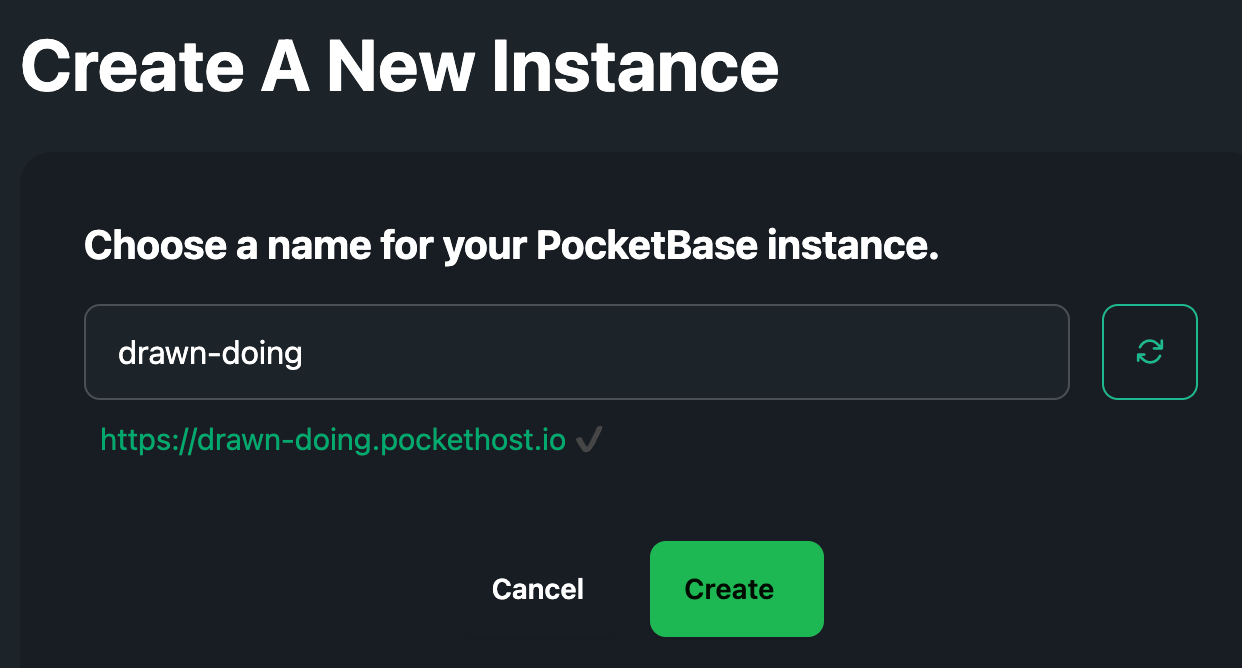 Create A New Instance
Choose a name for your PocketBase instance.
drawn-doing
https://drawn-doing.pockethost.io ✔
Cancel
Create